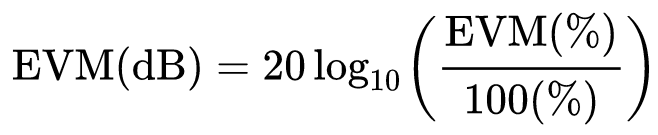 EVM(dB) = 20 log₁₀ (EVM(%) / 100(%))